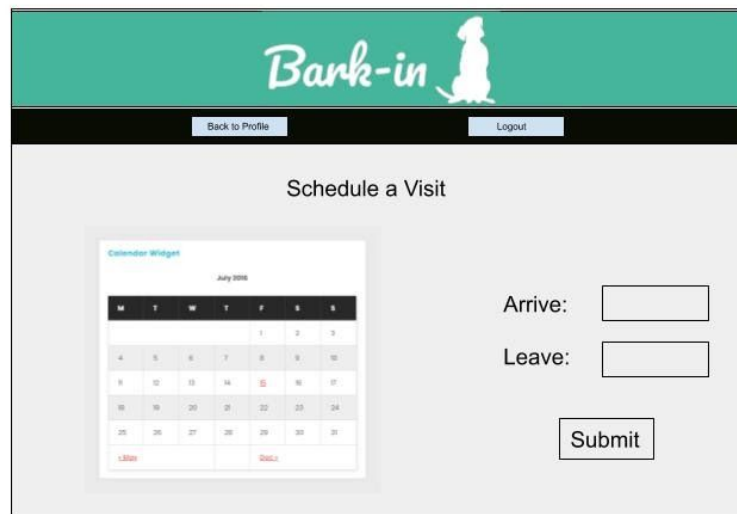 Bark-in
Back to Profile Logout
Schedule a Visit
Calendar Widget
July 2016
M T W T F S S
1 2 3
4 5 6 7 8 9 10
11 12 13 14 15 16 17
18 19 20 21 22 23 24
25 26 27 28 29 30 31
« May Dec »
Arrive:
Leave:
Submit